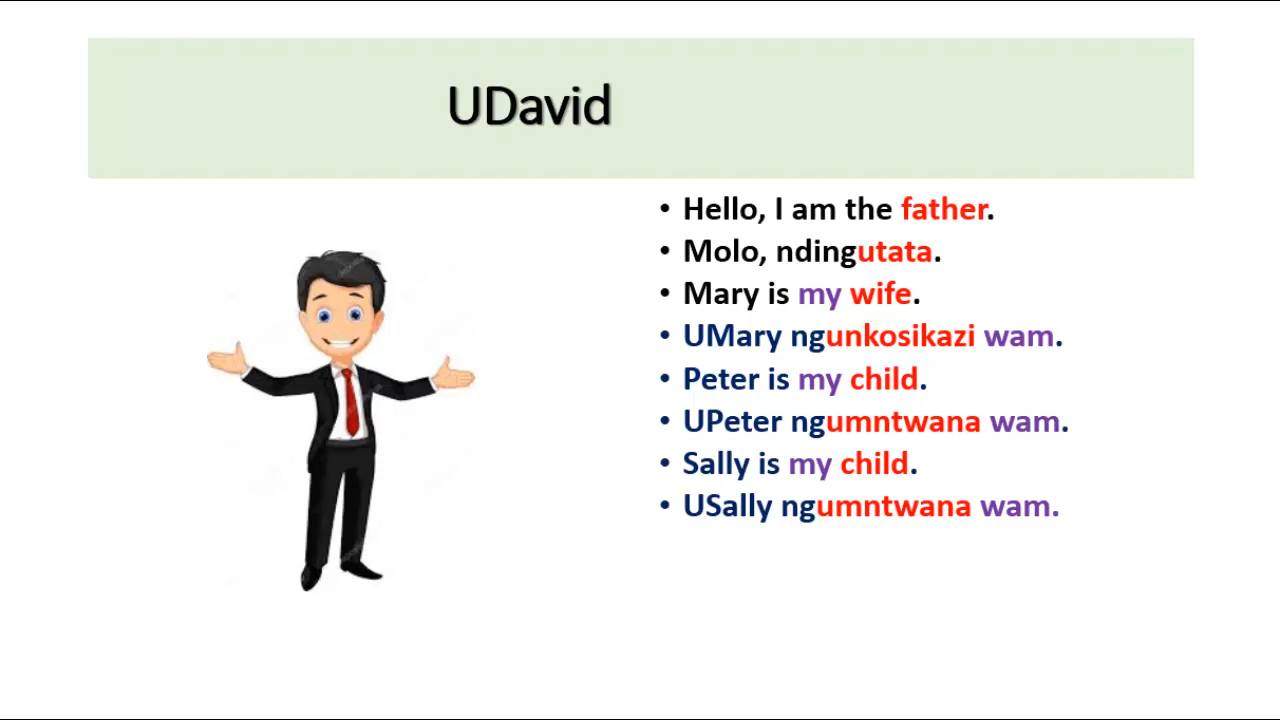 UDavid
• Hello, I am the father.
• Molo, ndingutata.
• Mary is my wife.
• UMary ngunkosikazi wam.
• Peter is my child.
• UPeter ngumntwana wam.
• Sally is my child.
• USally ngumntwana wam.